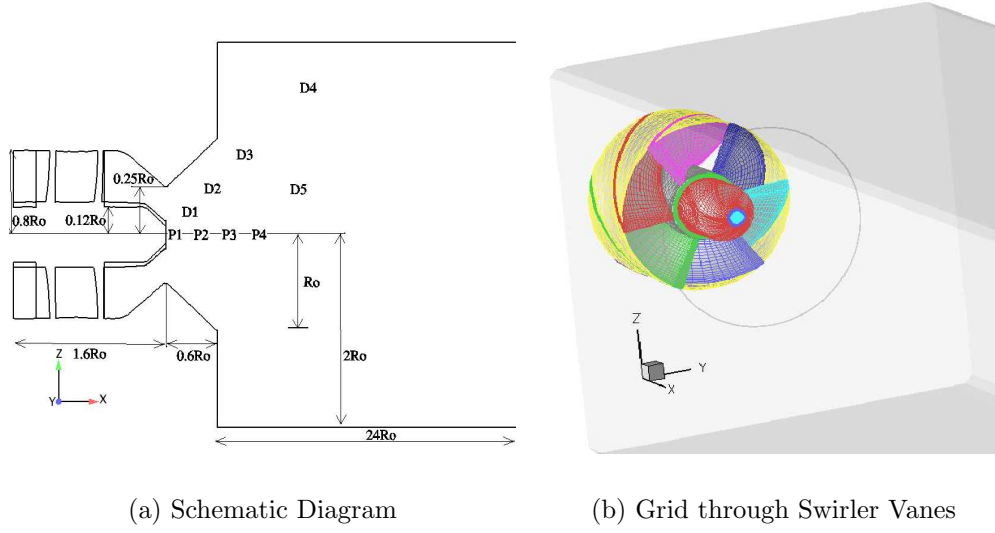 D4
D3
0.25Ro
D2
D5
0.8Ro
0.12Ro
D1
P1
P2
P3
P4
Ro
1.6Ro
0.6Ro
2Ro
Z
Y
X
24Ro
Z
Y
X
(a) Schematic Diagram
(b) Grid through Swirler Vanes